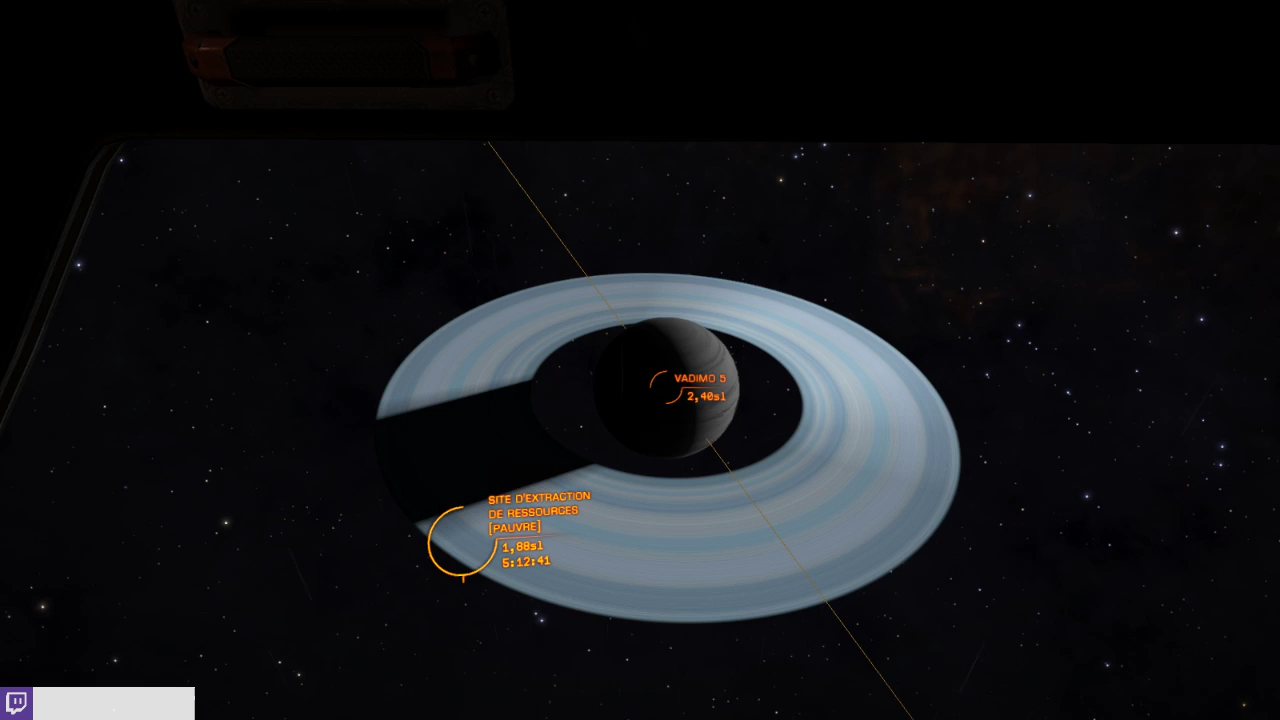 VADIMO 5
2,40sl
SITE D'EXTRACTION
DE RESSOURCES
[PAUVRE]
1,88sl
5:12:41